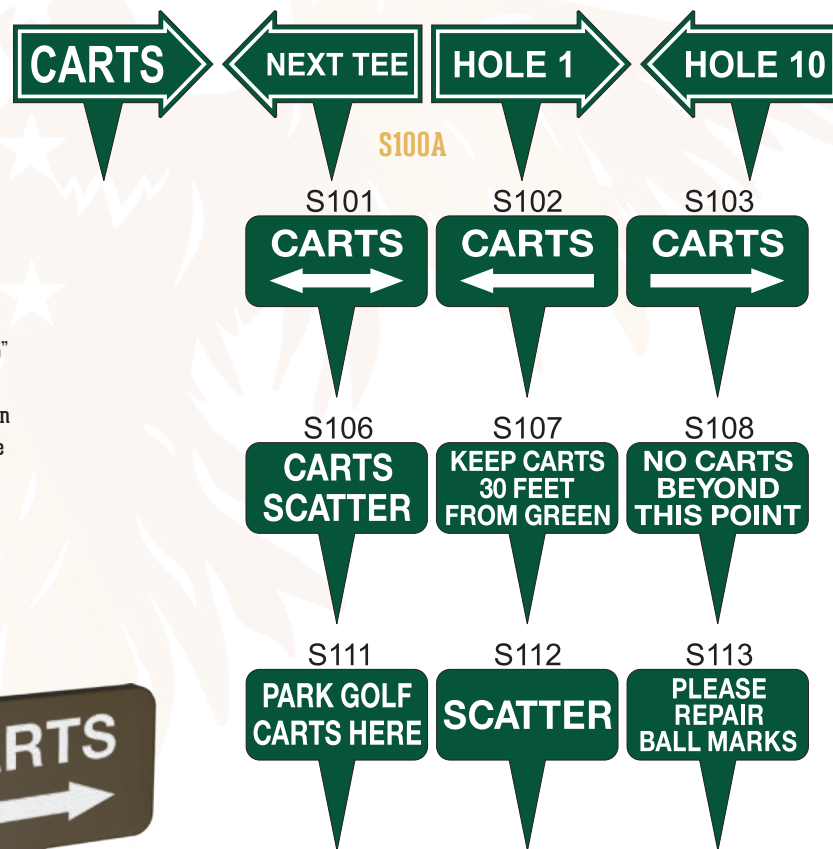 CARTS
NEXT TEE
HOLE 1
HOLE 10
S100A
S101
S102
S103
CARTS
CARTS
CARTS
S106
S107
S108
CARTS
SCATTER
KEEP CARTS
30 FEET
FROM GREEN
NO CARTS
BEYOND
THIS POINT
S111
S112
S113
PARK GOLF
CARTS HERE
SCATTER
PLEASE
REPAIR
BALL MARKS